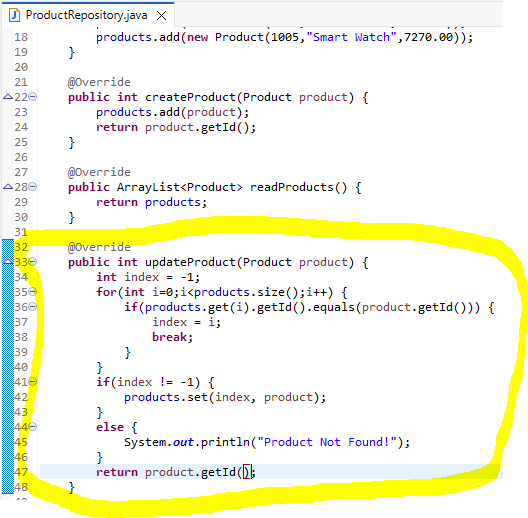 ProductRepository.java
18 products.add(new Product(1005,"Smart Watch",7270.00));
19 }
20
21 @Override
22 public int createProduct(Product product) {
23 products.add(product);
24 return product.getId();
25 }
26
27 @Override
28 public ArrayList<Product> readProducts() {
29 return products;
30 }
31
32 @Override
33 public int updateProduct(Product product) {
34 int index = -1;
35 for(int i=0;i<products.size();i++) {
36 if(products.get(i).getId().equals(product.getId())) {
37 index = i;
38 break;
39 }
40 }
41 if(index != -1) {
42 products.set(index, product);
43 }
44 else {
45 System.out.println("Product Not Found!");
46 }
47 return product.getId();
48 }